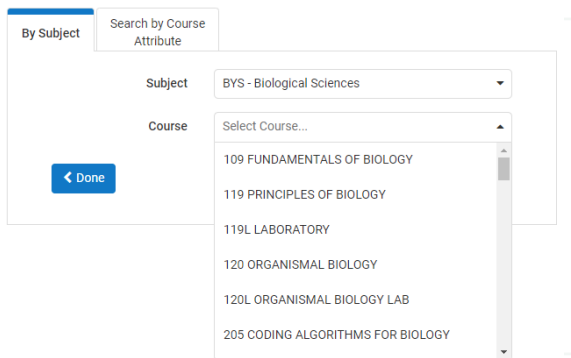 By Subject
Search by Course
Attribute
Subject
BYS - Biological Sciences
Course
Select Course...
109 FUNDAMENTALS OF BIOLOGY
119 PRINCIPLES OF BIOLOGY
119L LABORATORY
120 ORGANISMAL BIOLOGY
120L ORGANISMAL BIOLOGY LAB
205 CODING ALGORITHMS FOR BIOLOGY
Done